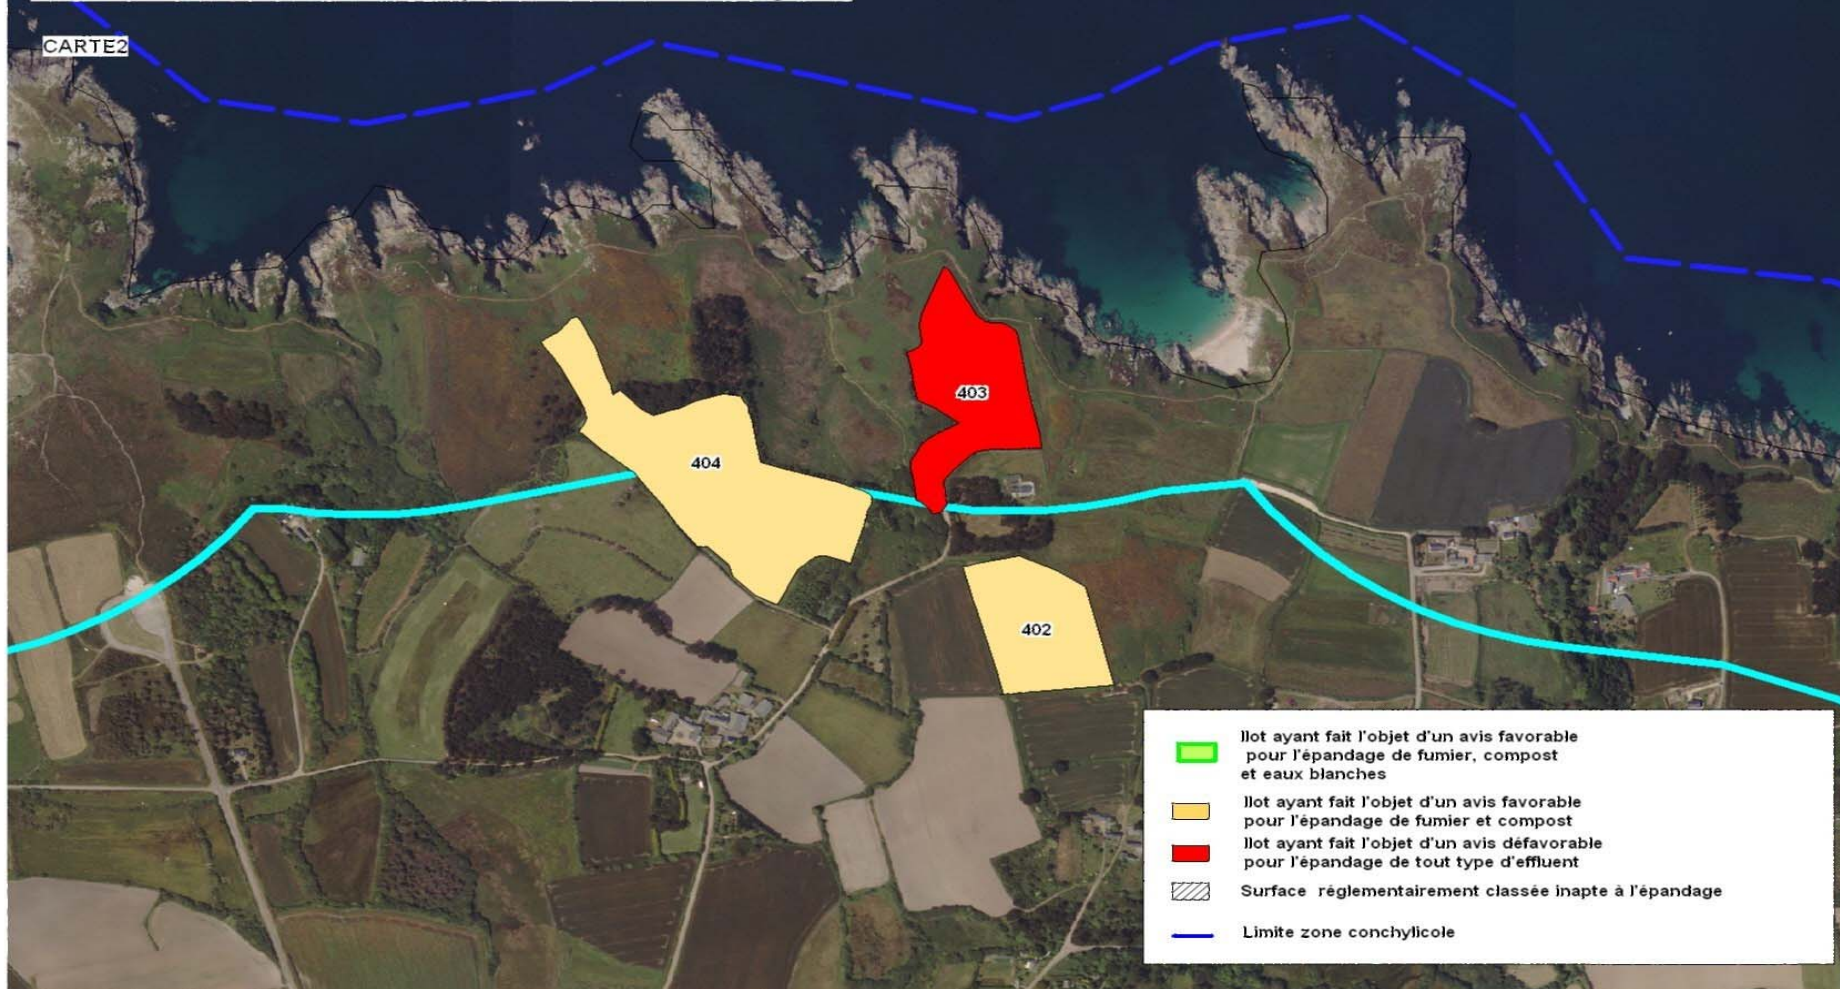 CARTE2
403
404
402
Ilot ayant fait l'objet d'un avis favorable
pour l'épandage de fumier, compost
et eaux blanches
Ilot ayant fait l'objet d'un avis favorable
pour l'épandage de fumier et compost
Ilot ayant fait l'objet d'un avis défavorable
pour l'épandage de tout type d'effluent
Surface réglementairement classée inapte à l'épandage
Limite zone conchylicole